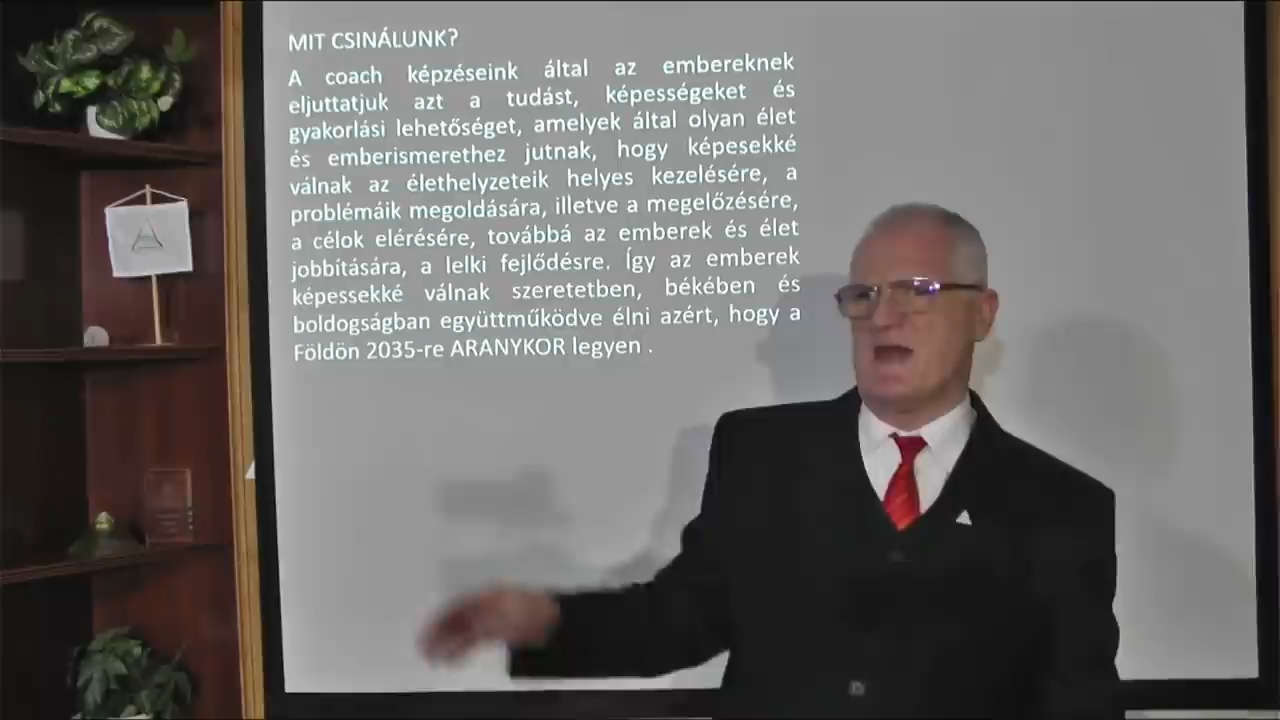 MIT CSINÁLUNK?
A coach képzéseink által az embereknek
eljuttatjuk azt a tudást, képességeket és
gyakorlási lehetőséget, amelyek által olyan élet
és emberismerethez jutnak, hogy képesekké
válnak az élethelyzeteik helyes kezelésére, a
problémáik megoldására, illetve a megelőzésére,
a célok elérésére, továbbá az emberek és élet
jobbítására, a lelki fejlődésre. Így az emberek
képessekké válnak szeretetben, békében és
boldogságban együttműködve élni azért, hogy a
Földön 2035-re ARANYKOR legyen .